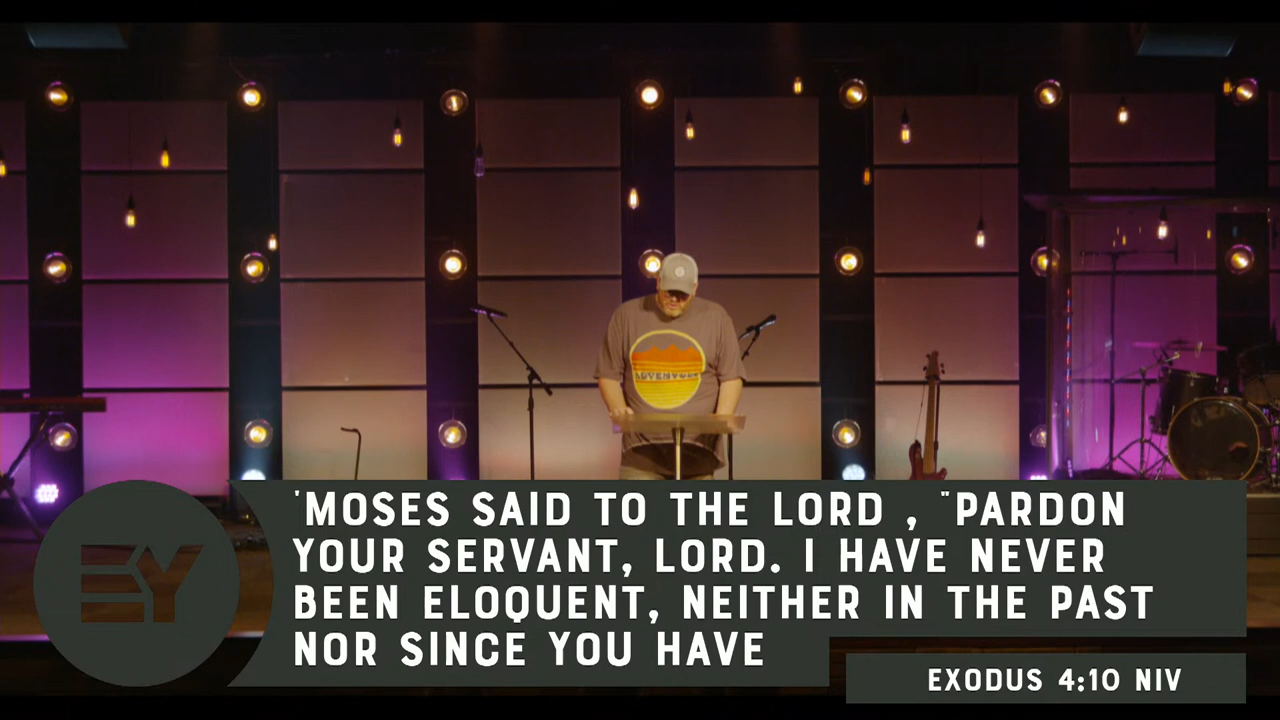 ADVENTURE
'MOSES SAID TO THE LORD , "PARDON
YOUR SERVANT, LORD. I HAVE NEVER
BEEN ELOQUENT, NEITHER IN THE PAST
NOR SINCE YOU HAVE
EY
EXODUS 4:10 NIV